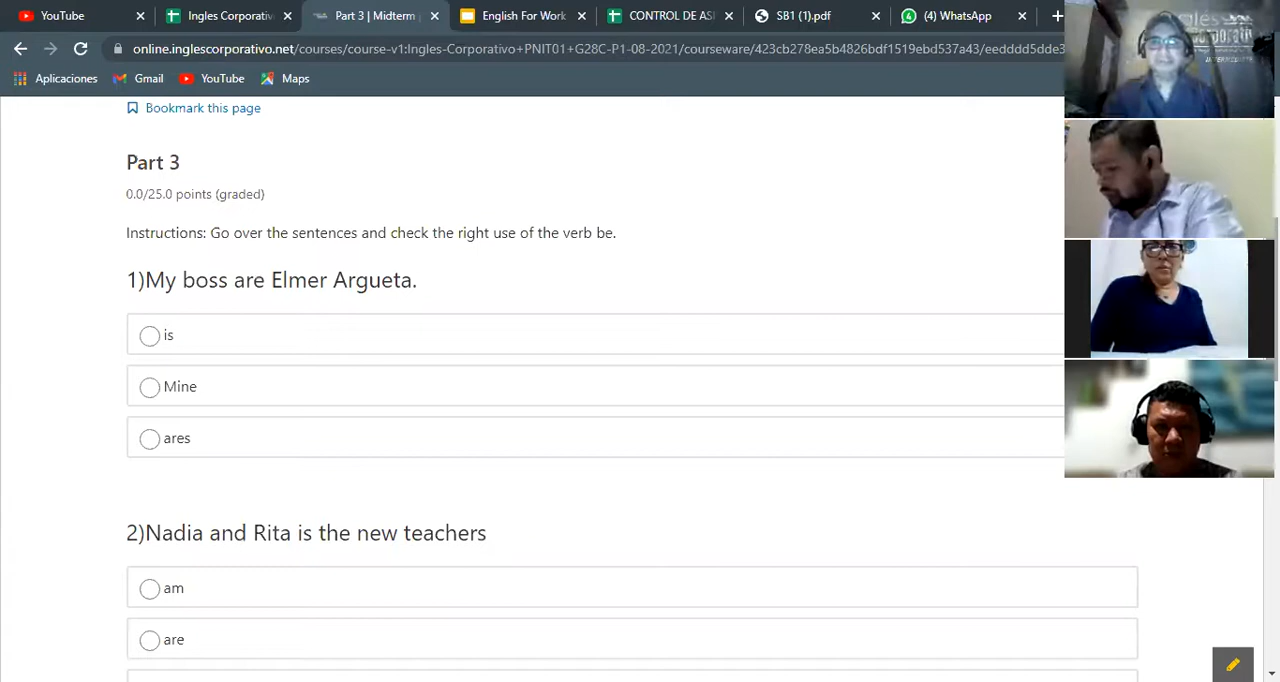 YouTube
Ingles Corporativ
Part 3 | Midterm
English For Work
CONTROL DE ASI
SB1 (1).pdf
(4) WhatsApp
online.inglescorporativo.net/courses/course-v1:Ingles-Corporativo+PNIT01+G28C-P1-08-2021/courseware/423cb278ea5b4826bdf1519ebd537a43/eedddd5dde3
Aplicaciones
Gmail
YouTube
Maps
Bookmark this page
Part 3
0.0/25.0 points (graded)
Instructions: Go over the sentences and check the right use of the verb be.
1)My boss are Elmer Argueta.
is
Mine
ares
2)Nadia and Rita is the new teachers
am
are